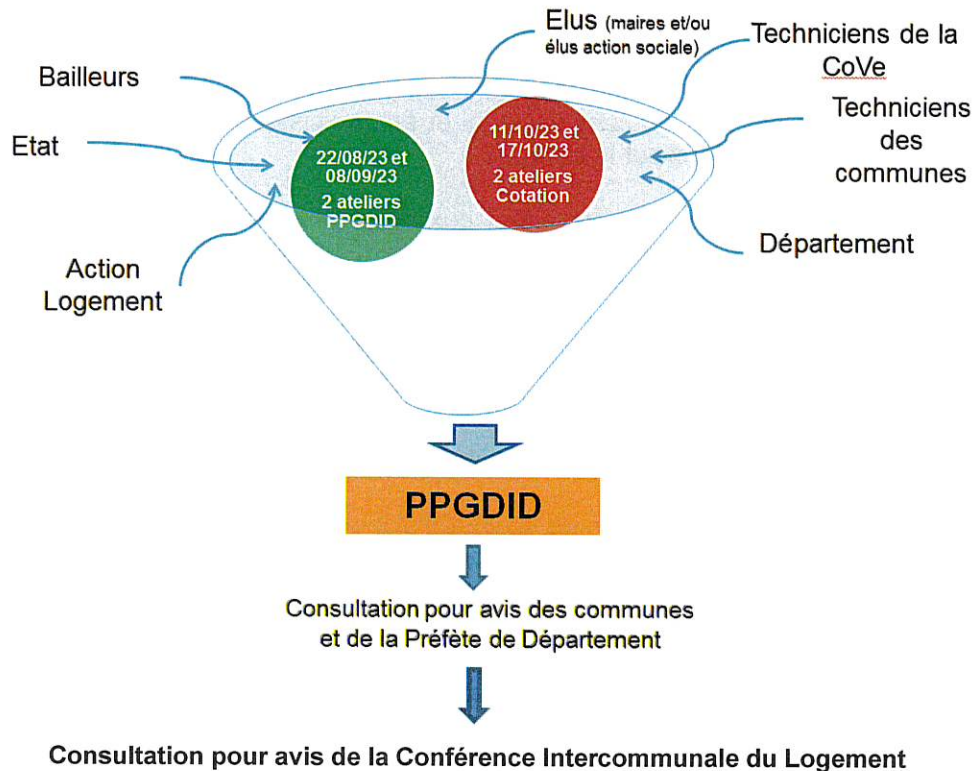 Elus (maires et/ou
élus action sociale)
Techniciens de la
CoVe
Bailleurs
Techniciens
des
communes
Etat
22/08/23 et
08/09/23
2 ateliers
PPGDID
11/10/23 et
17/10/23
2 ateliers
Cotation
Département
Action
Logement
PPGDID
Consultation pour avis des communes
et de la Préfète de Département
Consultation pour avis de la Conférence Intercommunale du Logement